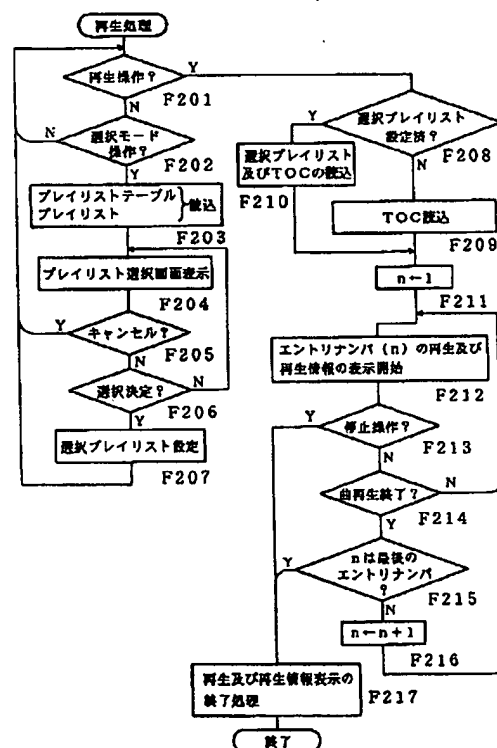 再生処理
再生操作?
Y
N
F201
選択モード
操作?
N
Y
F202
プレイリストテーブル
プレイリスト
読込
F203
プレイリスト選択画面表示
F204
キャンセル?
Y
N
F205
選択決定?
N
Y
F206
選択プレイリスト設定
F207
選択プレイリスト
設定済?
Y
N
F208
選択プレイリスト
及びTOCの読込
F210
TOC読込
F209
n←1
F211
エントリナンバ(n)の再生及び
再生情報の表示開始
F212
停止操作?
Y
N
F213
曲再生終了?
N
Y
F214
nは最後の
エントリナンバ
?
Y
N
F215
n←n+1
F216
再生及び再生情報表示の
終了処理
F217
終了